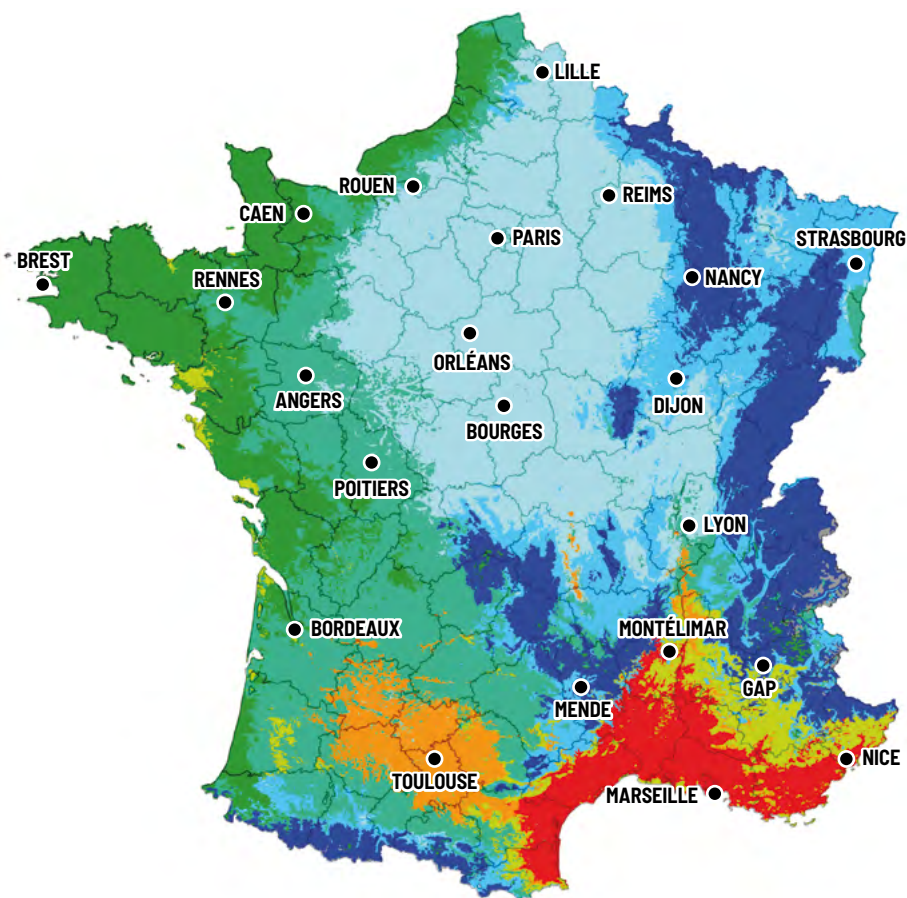 LILLE
ROUEN
REIMS
CAEN
PARIS
STRASBOURG
BREST
RENNES
NANCY
ORLÉANS
ANGERS
DIJON
BOURGES
POITIERS
LYON
BORDEAUX
MONTÉLIMAR
GAP
MENDE
NICE
TOULOUSE
MARSEILLE